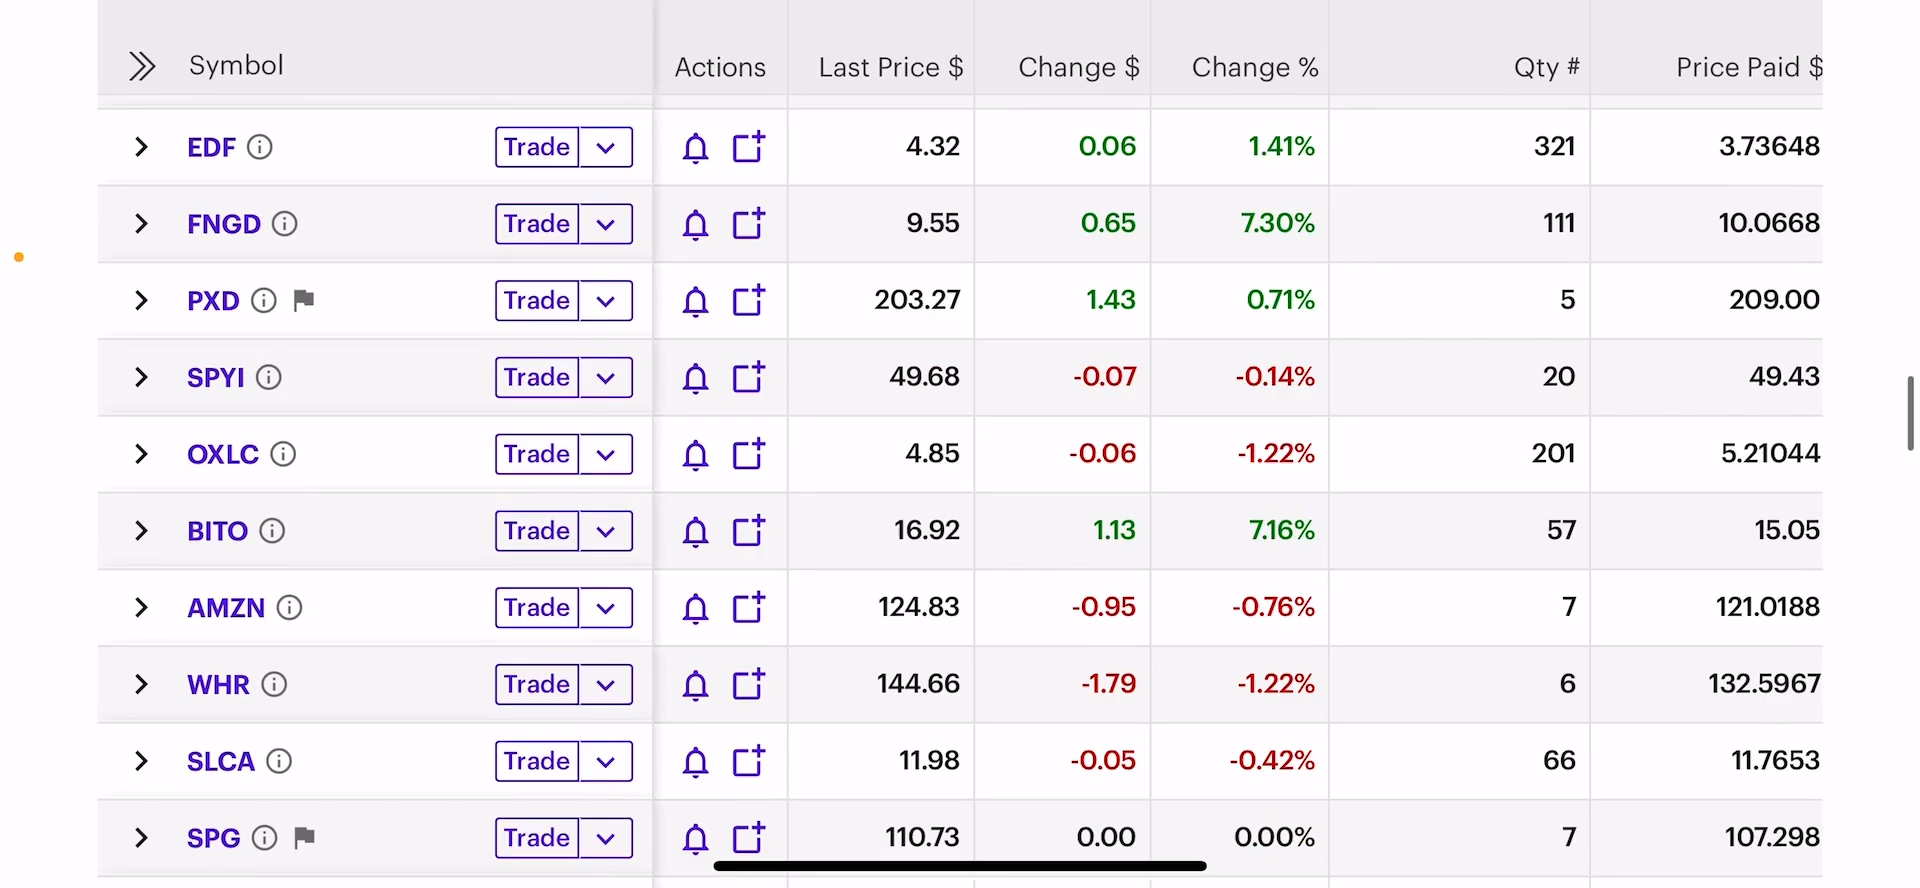 Symbol Actions Last Price $ Change $ Change % Qty # Price Paid $
EDF Trade 4.32 0.06 1.41% 321 3.73648
FNGD Trade 9.55 0.65 7.30% 111 10.0668
PXD Trade 203.27 1.43 0.71% 5 209.00
SPYI Trade 49.68 -0.07 -0.14% 20 49.43
OXLC Trade 4.85 -0.06 -1.22% 201 5.21044
BITO Trade 16.92 1.13 7.16% 57 15.05
AMZN Trade 124.83 -0.95 -0.76% 7 121.0188
WHR Trade 144.66 -1.79 -1.22% 6 132.5967
SLCA Trade 11.98 -0.05 -0.42% 66 11.7653
SPG Trade 110.73 0.00 0.00% 7 107.298